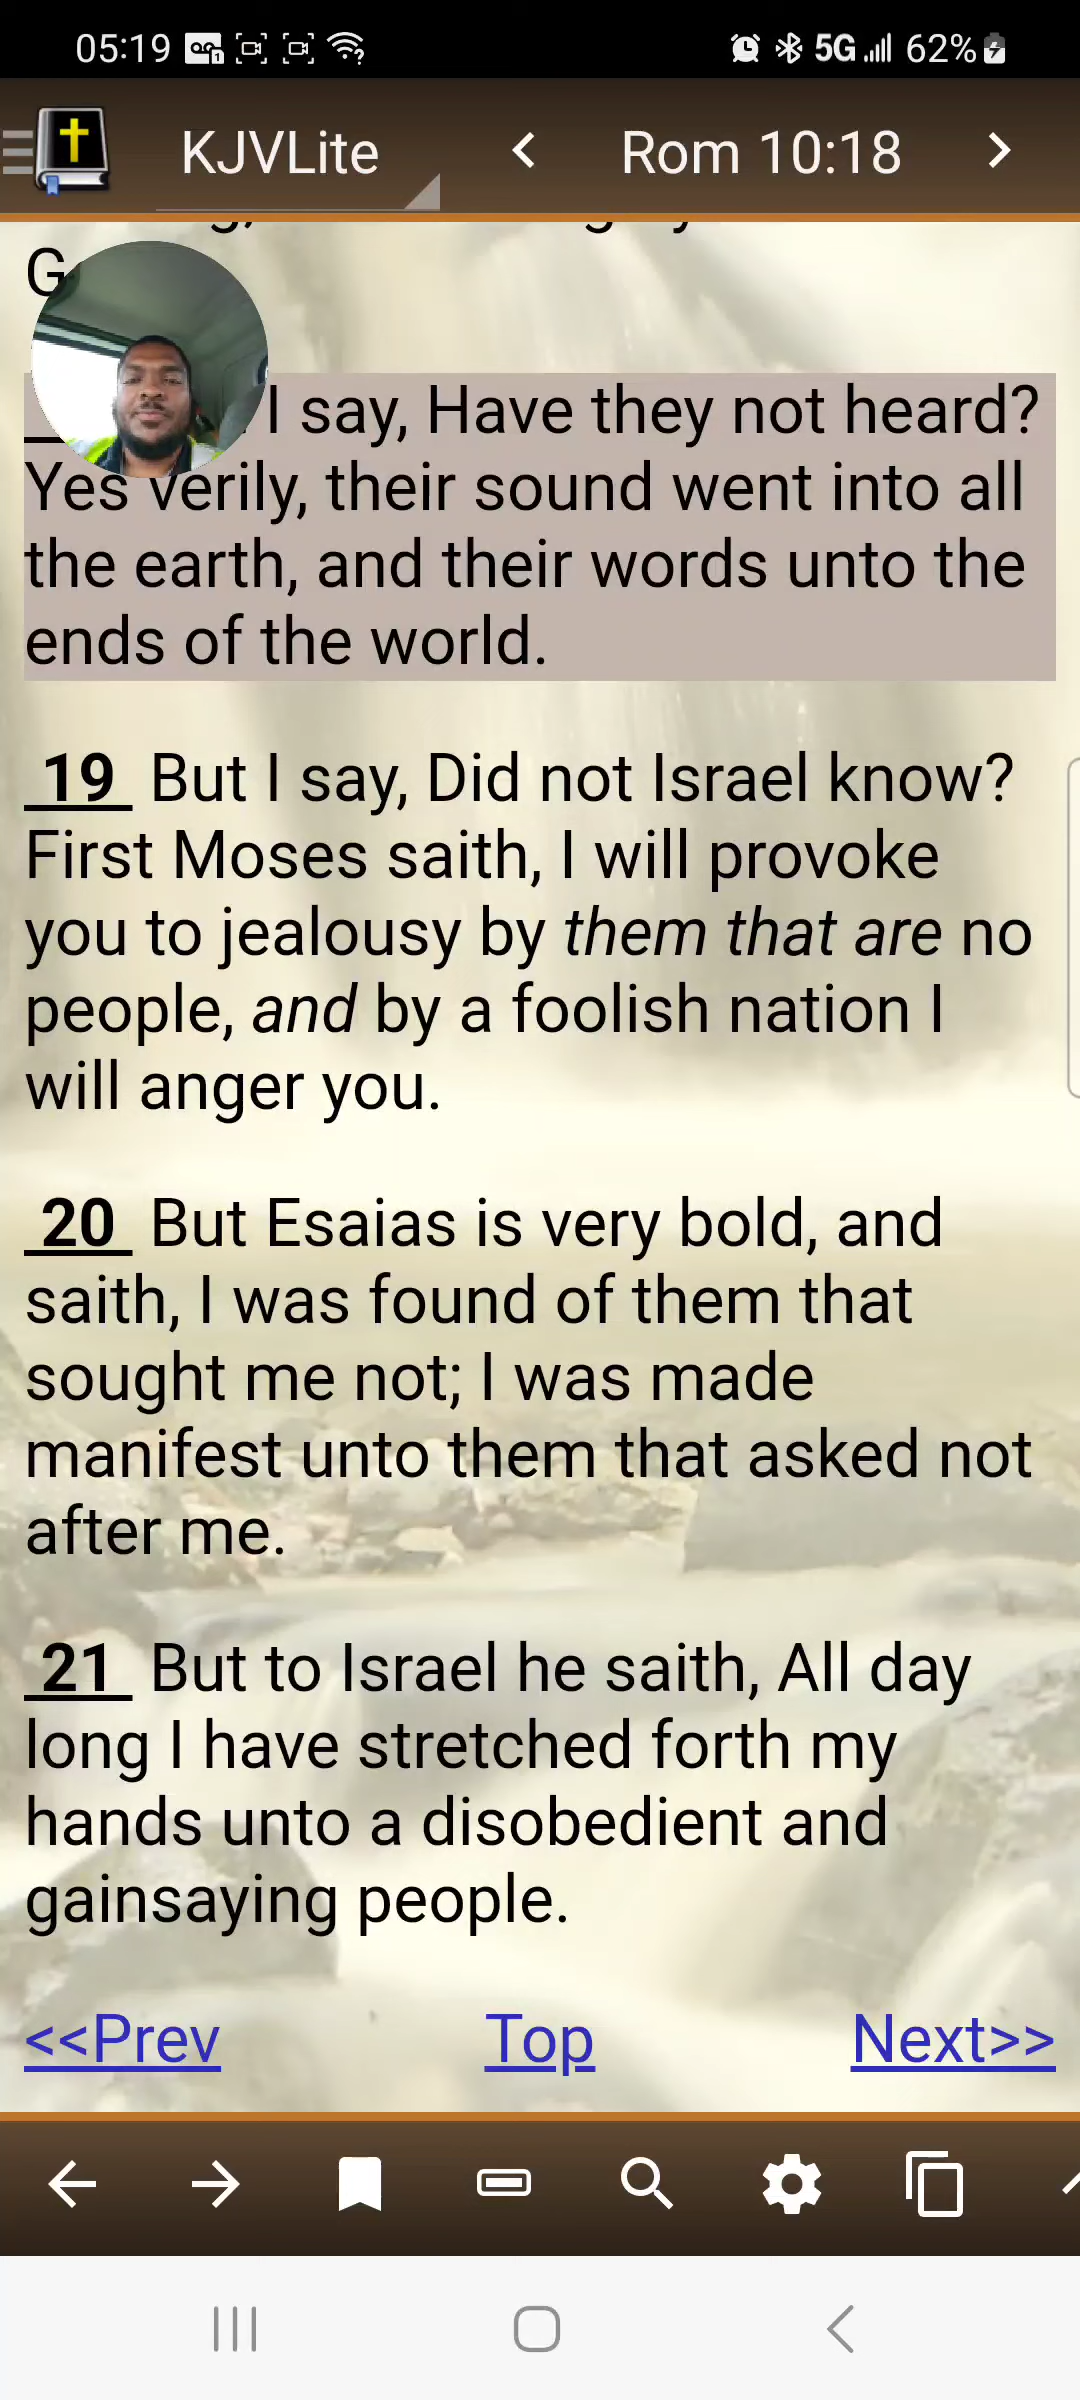 05:19 5G 62%
KJVLite < Rom 10:18 >
G
I say, Have they not heard?
Yes verily, their sound went into all
the earth, and their words unto the
ends of the world.
19 But I say, Did not Israel know?
First Moses saith, I will provoke
you to jealousy by them that are no
people, and by a foolish nation I
will anger you.
20 But Esaias is very bold, and
saith, I was found of them that
sought me not; I was made
manifest unto them that asked not
after me.
21 But to Israel he saith, All day
long I have stretched forth my
hands unto a disobedient and
gainsaying people.
<<Prev Top Next>>